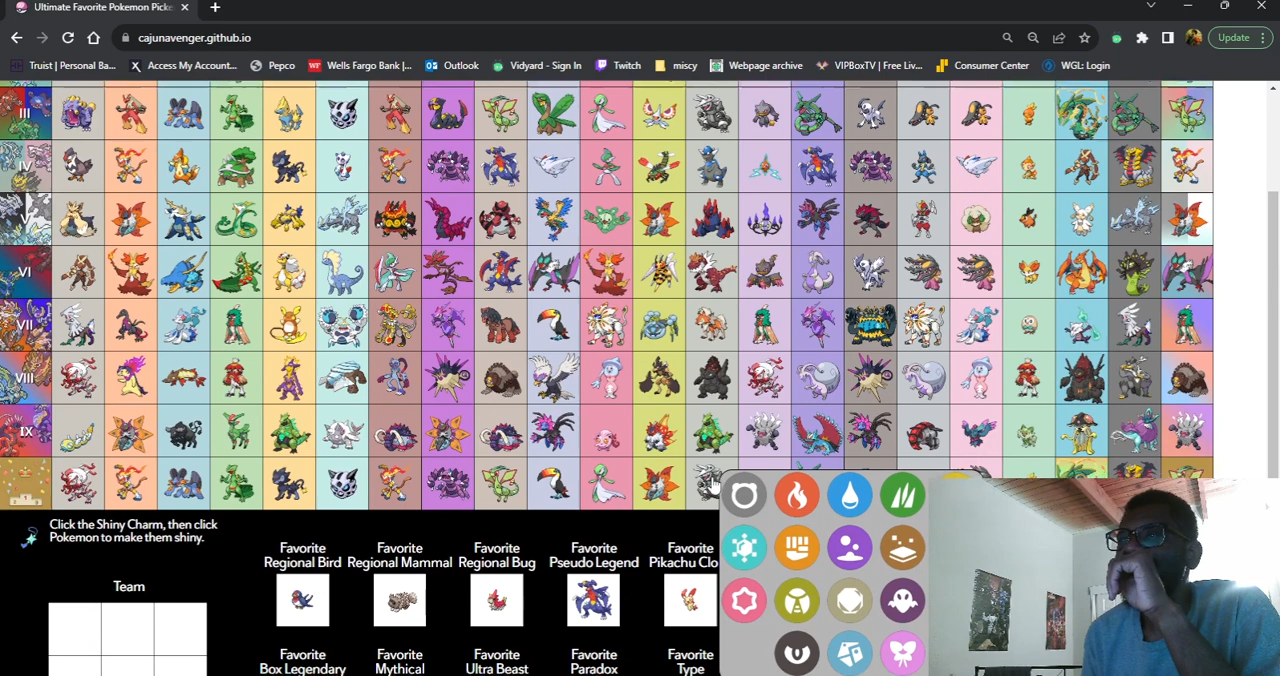 Ultimate Favorite Pokemon Picke
cajunavenger.github.io
Update
Truist | Personal Ba...
Access My Account...
Pepco
Wells Fargo Bank |...
Outlook
Vidyard - Sign In
Twitch
miscy
Webpage archive
VIPBoxTV | Free Liv...
Consumer Center
WGL: Login
III
IV
V
VI
VII
VIII
IX
Click the Shiny Charm, then click
Pokemon to make them shiny.
Team
Favorite
Regional Bird
Favorite
Regional Mammal
Favorite
Regional Bug
Favorite
Pseudo Legend
Favorite
Pikachu Clo
Favorite
Box Legendary
Favorite
Mythical
Favorite
Ultra Beast
Favorite
Paradox
Favorite
Type